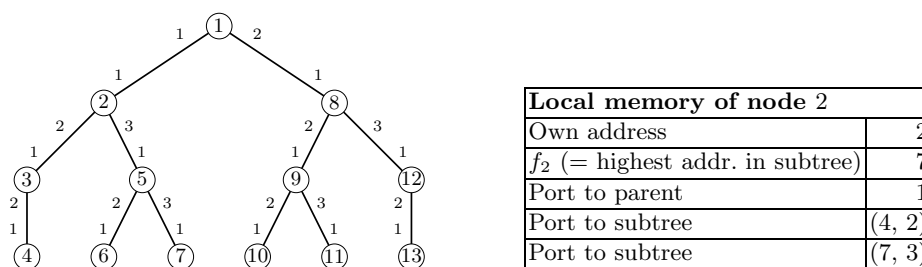 1
1 2
1 1
2 8
2 3 2 3
1 1 1 1
3 5 9 12
2 2 3 2 3 2
1 1 1 1 1 1
4 6 7 10 11 13
Local memory of node 2
Own address 2
f₂ (= highest addr. in subtree) 7
Port to parent 1
Port to subtree (4, 2)
Port to subtree (7, 3)